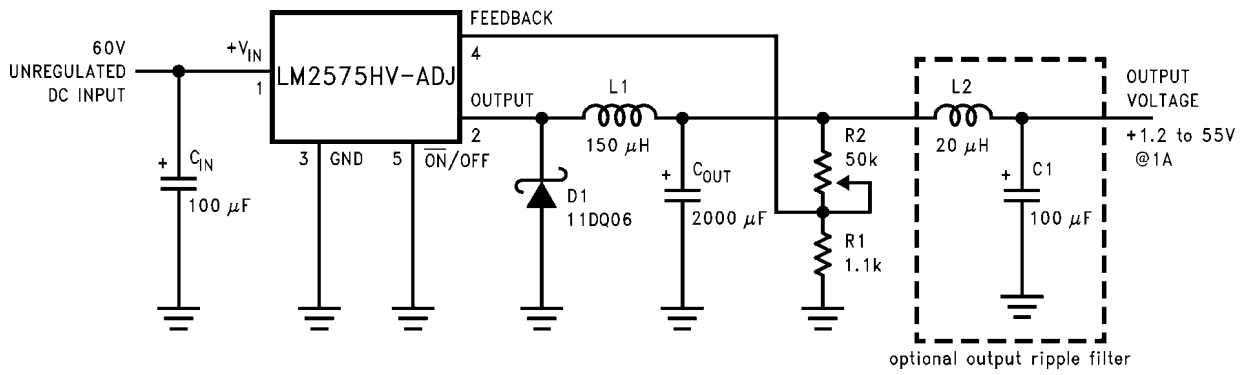 FEEDBACK
60V
UNREGULATED
DC INPUT
+VIN
1
LM2575HV-ADJ
4
OUTPUT
2
3 GND
5 ON/OFF
+
CIN
100 µF
D1
11DQ06
L1
150 µH
+
COUT
2000 µF
R2
50k
R1
1.1k
L2
20 µH
+
C1
100 µF
OUTPUT
VOLTAGE
+1.2 to 55V
@1A
optional output ripple filter